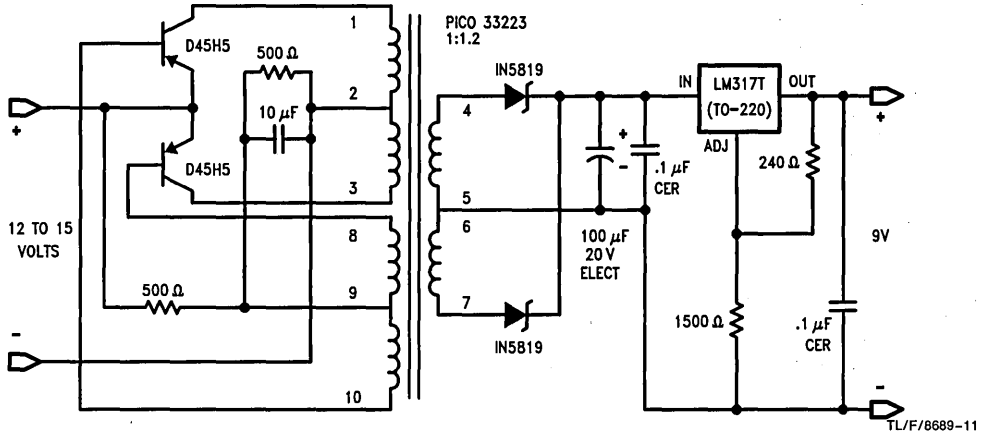 1
PICO 33223
1:1.2
D45H5
500 Ω
IN5819
IN
LM317T
(TO-220)
OUT
2
4
+
10 μF
+
-
ADJ
D45H5
.1 μF
CER
240 Ω
3
5
12 TO 15
VOLTS
8
6
100 μF
20 V
ELECT
9V
500 Ω
9
7
1500 Ω
.1 μF
CER
-
IN5819
10
-
+
TL/F/8689-11